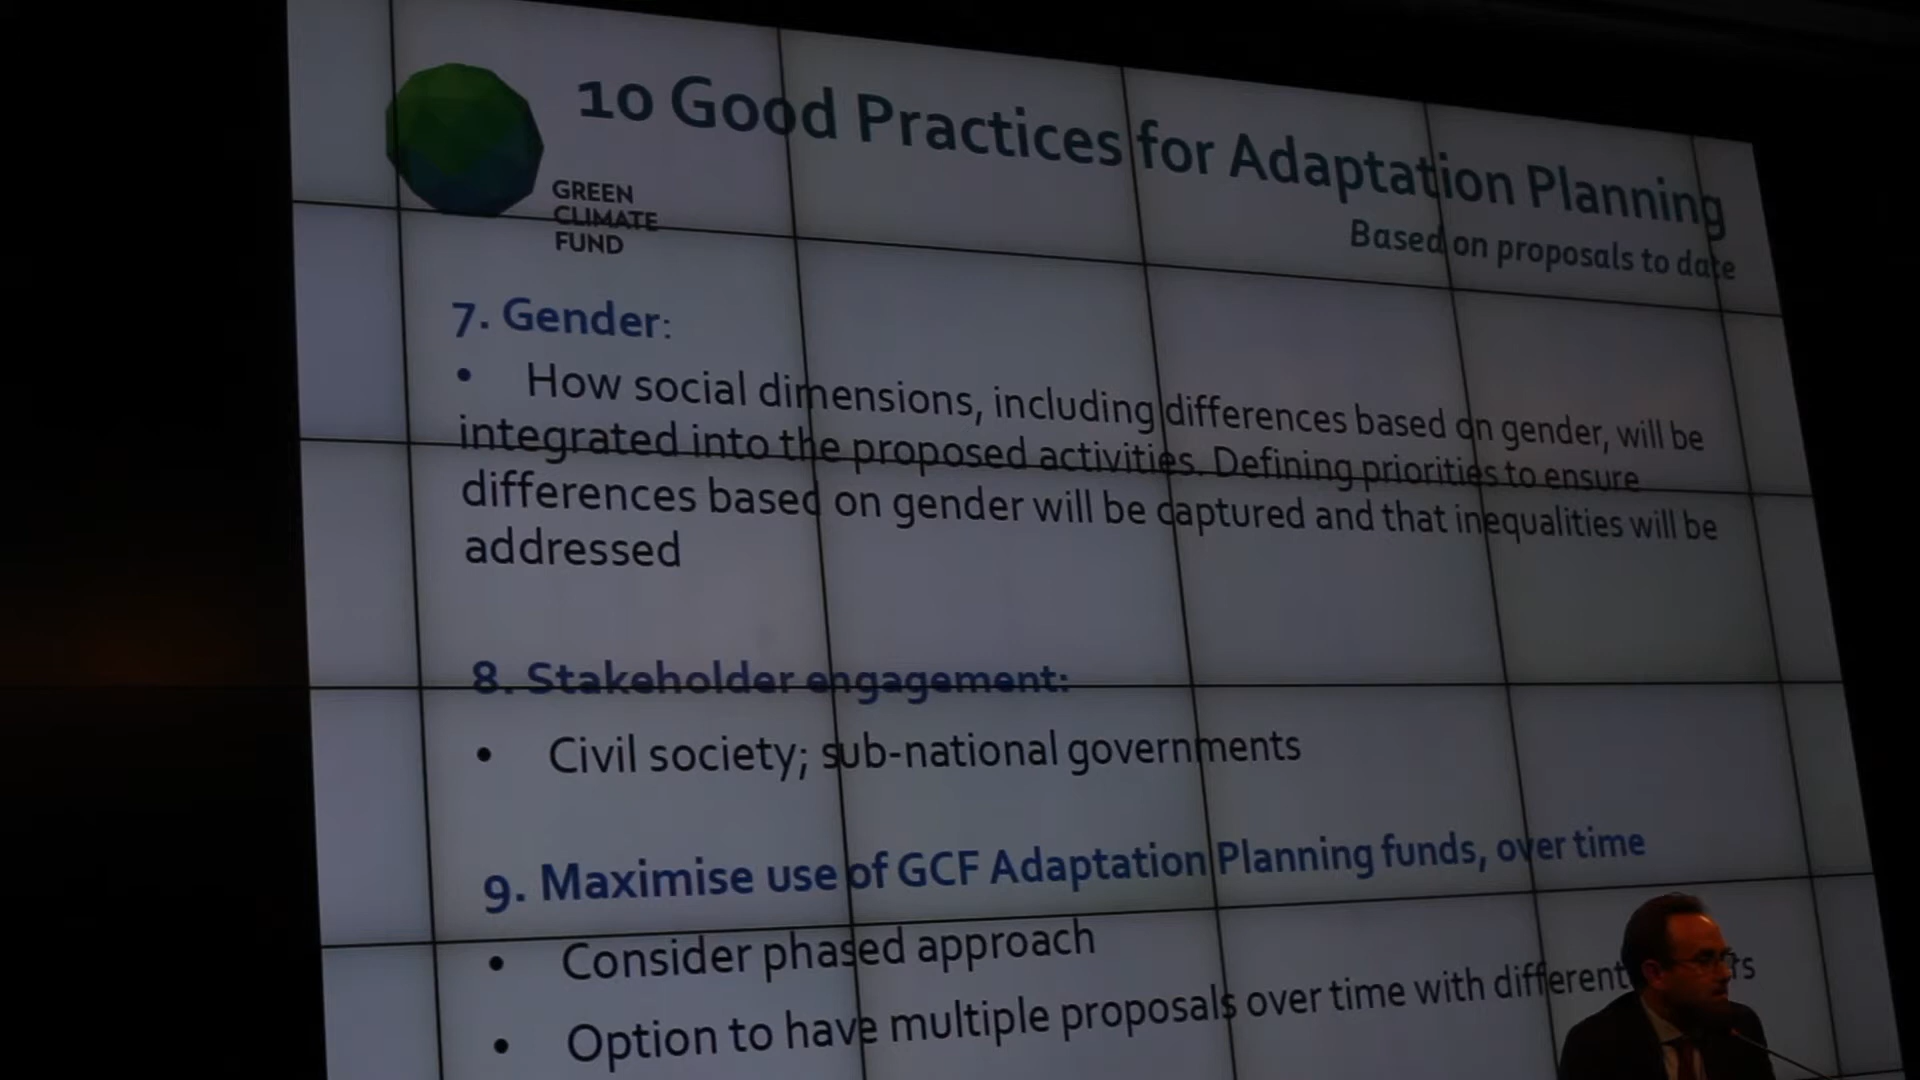 10 Good Practices for Adaptation Planning
Based on proposals to date
GREEN
CLIMATE
FUND
7. Gender:
• How social dimensions, including differences based on gender, will be
integrated into the proposed activities. Defining priorities to ensure
differences based on gender will be captured and that inequalities will be
addressed
8. Stakeholder engagement:
• Civil society; sub-national governments
9. Maximise use of GCF Adaptation Planning funds, over time
• Consider phased approach
• Option to have multiple proposals over time with different